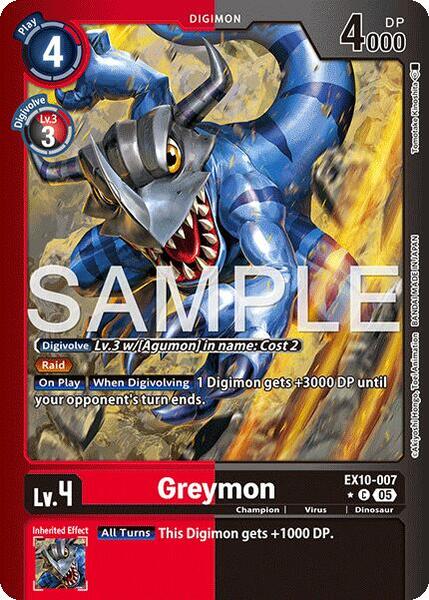 DIGIMON
Play
4
DP
4000
Digivolve
Lv.3
3
Tomotake Kinoshita
©Akiyoshi Hongo, Toei Animation BANDAI MADE IN JAPAN
SAMPLE
Digivolve Lv.3 w/[Agumon] in name: Cost 2
Raid
On Play When Digivolving 1 Digimon gets +3000 DP until
your opponent's turn ends.
Lv.4
Greymon
EX10-007
C 05
Champion Virus Dinosaur
Inherited Effect
All Turns This Digimon gets +1000 DP.